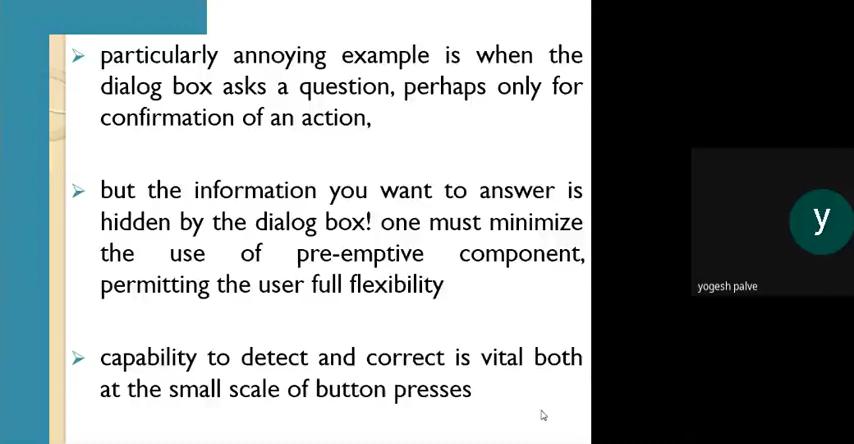 particularly annoying example is when the
dialog box asks a question, perhaps only for
confirmation of an action,
but the information you want to answer is
hidden by the dialog box! one must minimize
the use of pre-emptive component,
permitting the user full flexibility
capability to detect and correct is vital both
at the small scale of button presses
y
yogesh palve